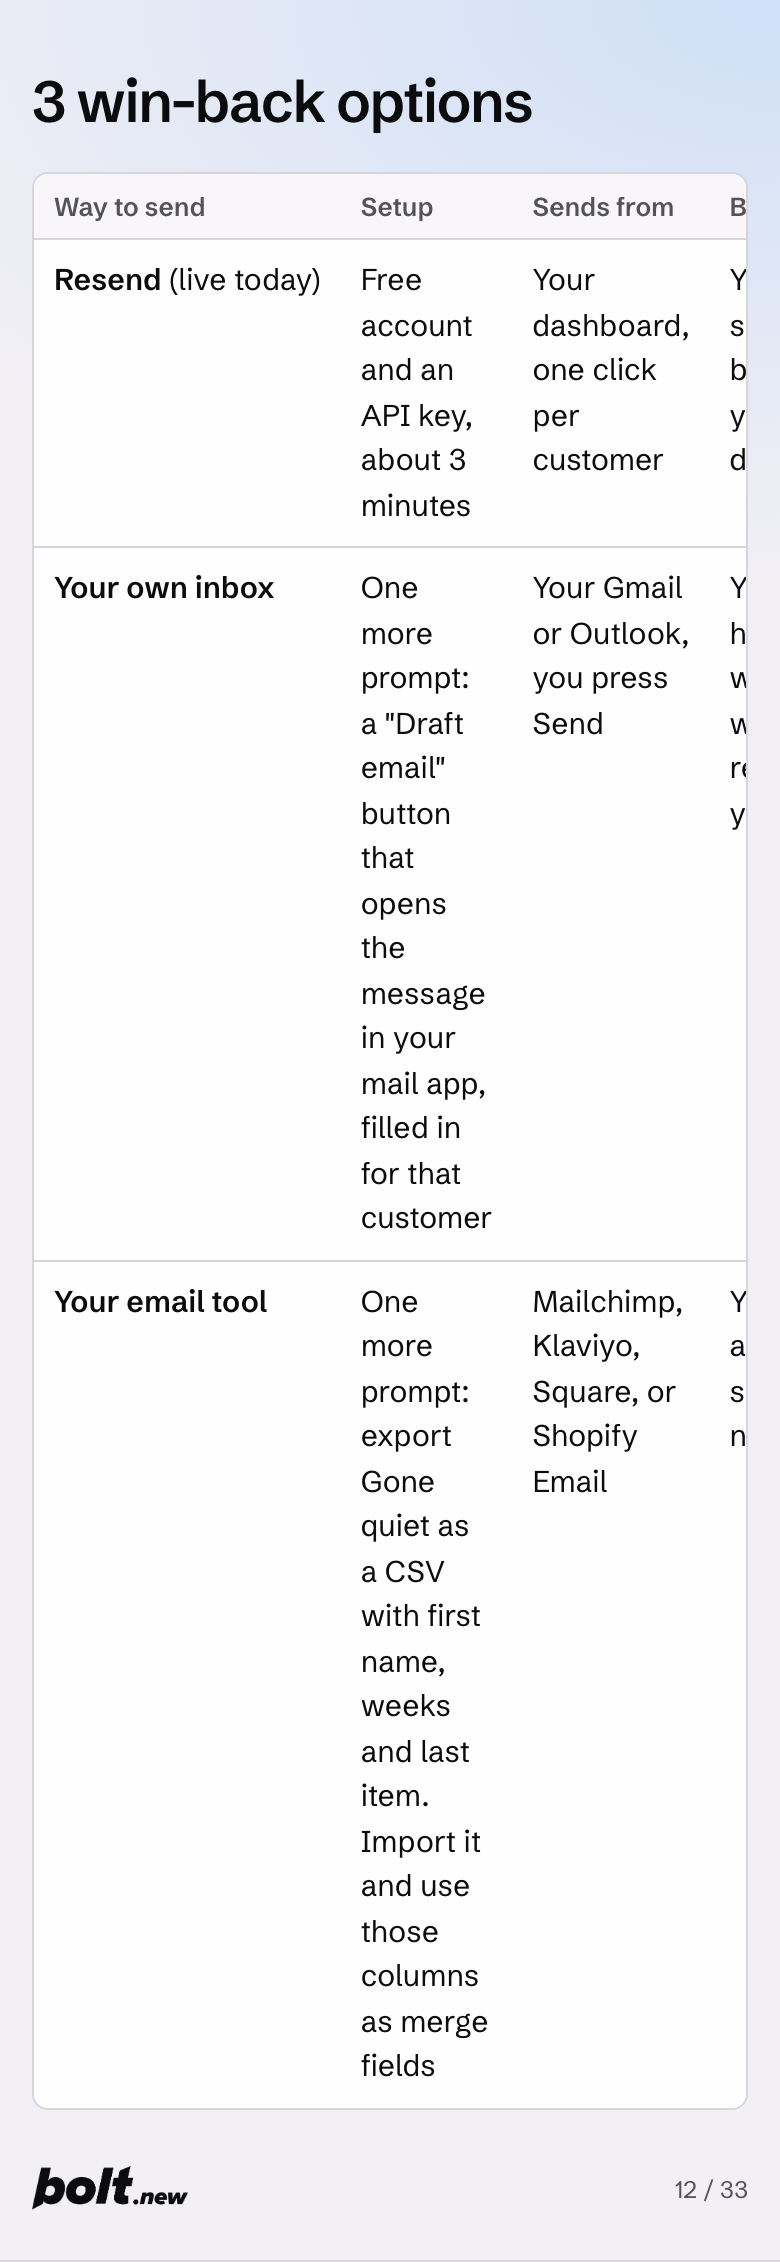 3 win-back options
Way to send Setup Sends from
Resend (live today)
Free
account
and an
API key,
about 3
minutes
Your
dashboard,
one click
per
customer
Your own inbox
One
more
prompt:
a "Draft
email"
button
that
opens
the
message
in your
mail app,
filled in
for that
customer
Your Gmail
or Outlook,
you press
Send
Your email tool
One
more
prompt:
export
Gone
quiet as
a CSV
with first
name,
weeks
and last
item.
Import it
and use
those
columns
as merge
fields
Mailchimp,
Klaviyo,
Square, or
Shopify
Email
bolt.new
12 / 33